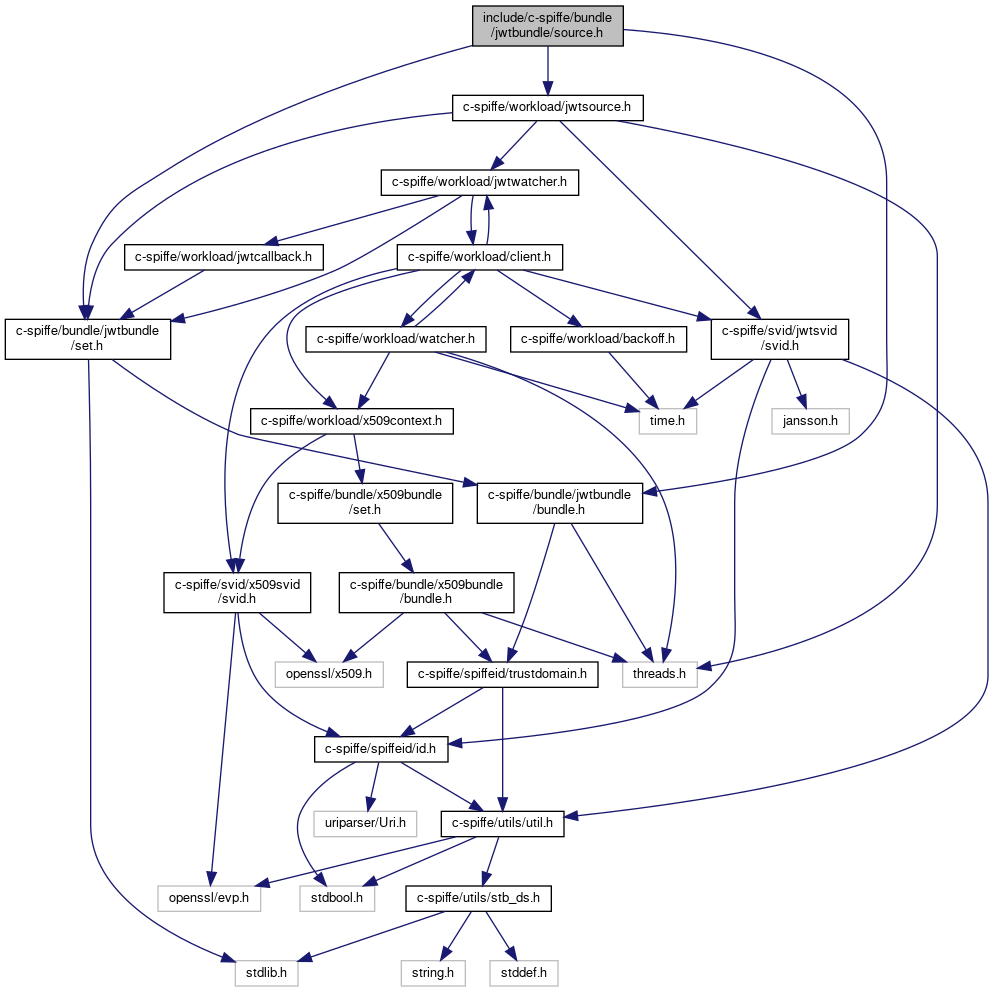 include/c-spiffe/bundle
/jwtbundle/source.h
c-spiffe/workload/jwtsource.h
c-spiffe/workload/jwtwatcher.h
c-spiffe/workload/jwtcallback.h
c-spiffe/workload/client.h
c-spiffe/bundle/jwtbundle
/set.h
c-spiffe/workload/watcher.h
c-spiffe/workload/backoff.h
c-spiffe/svid/jwtsvid
/svid.h
c-spiffe/workload/x509context.h
time.h
jansson.h
c-spiffe/bundle/x509bundle
/set.h
c-spiffe/bundle/jwtbundle
/bundle.h
c-spiffe/svid/x509svid
/svid.h
c-spiffe/bundle/x509bundle
/bundle.h
openssl/x509.h
c-spiffe/spiffeid/trustdomain.h
threads.h
c-spiffe/spiffeid/id.h
uriparser/Uri.h
c-spiffe/utils/util.h
openssl/evp.h
stdbool.h
c-spiffe/utils/stb_ds.h
stdlib.h
string.h
stddef.h